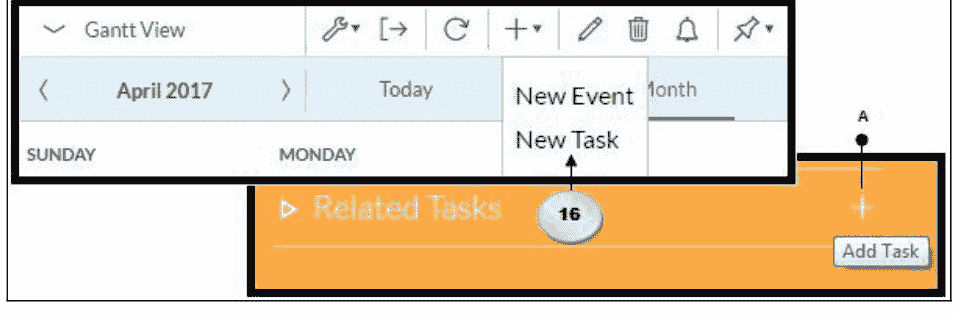 Gantt View
April 2017
Today
Month
New Event
New Task
SUNDAY
MONDAY
A
Related Tasks
16
Add Task